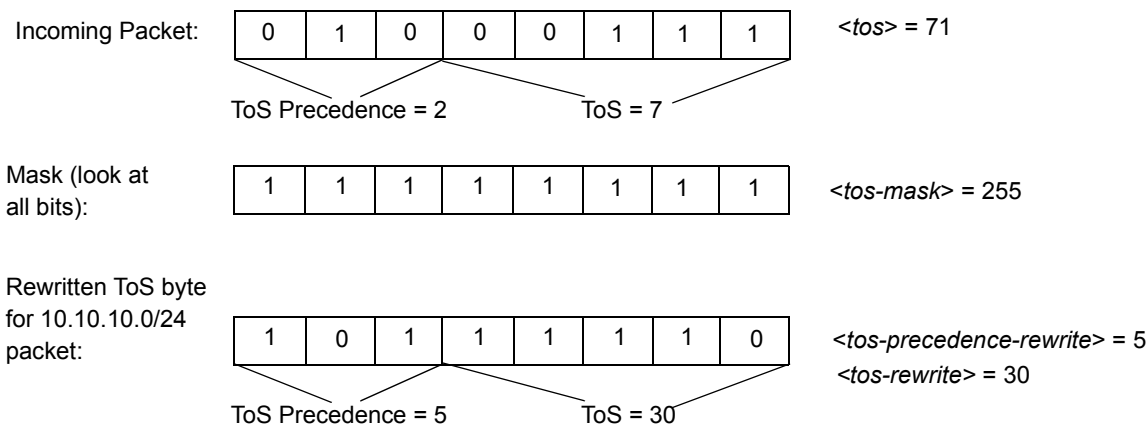 Incoming Packet: 0 1 0 0 0 1 1 1 <tos> = 71
ToS Precedence = 2 ToS = 7
Mask (look at
all bits): 1 1 1 1 1 1 1 1 <tos-mask> = 255
Rewritten ToS byte
for 10.10.10.0/24
packet: 1 0 1 1 1 1 1 0 <tos-precedence-rewrite> = 5
<tos-rewrite> = 30
ToS Precedence = 5 ToS = 30